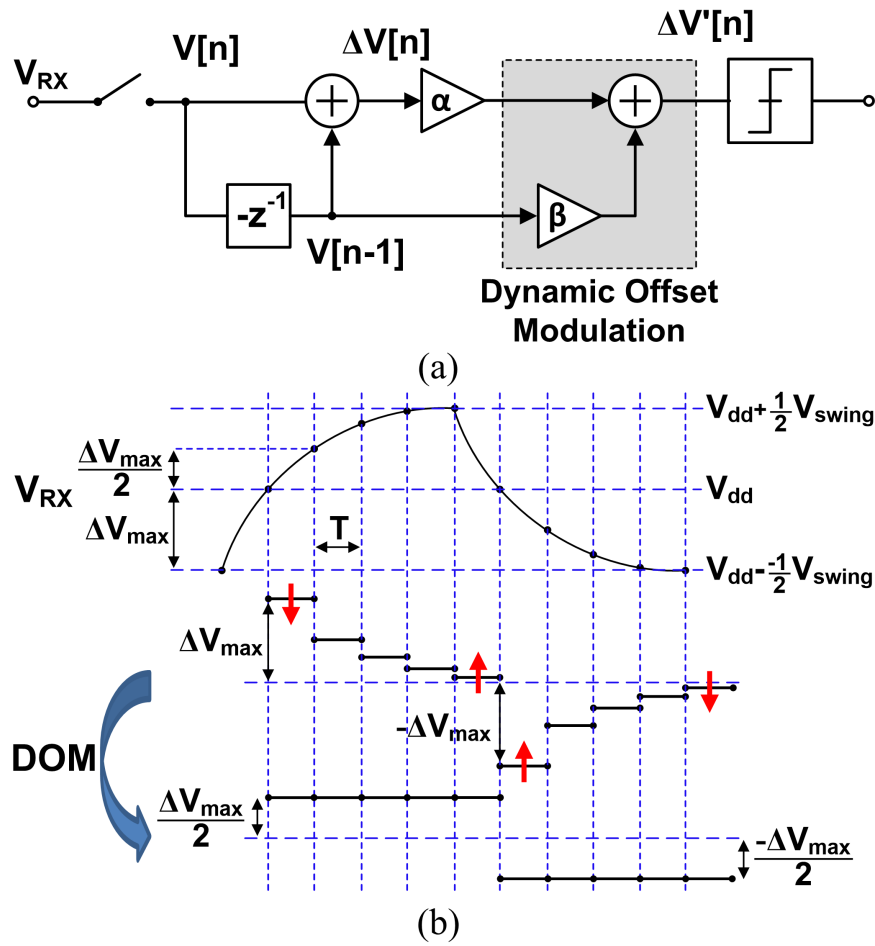 V[n]
ΔV[n]
ΔV'[n]
VRX
α
-z⁻¹
β
V[n-1]
Dynamic Offset
Modulation
(a)
Vdd+½Vswing
ΔVmax/2
VRX
Vdd
ΔVmax
T
Vdd--½Vswing
ΔVmax
-ΔVmax
DOM
ΔVmax/2
-ΔVmax/2
(b)